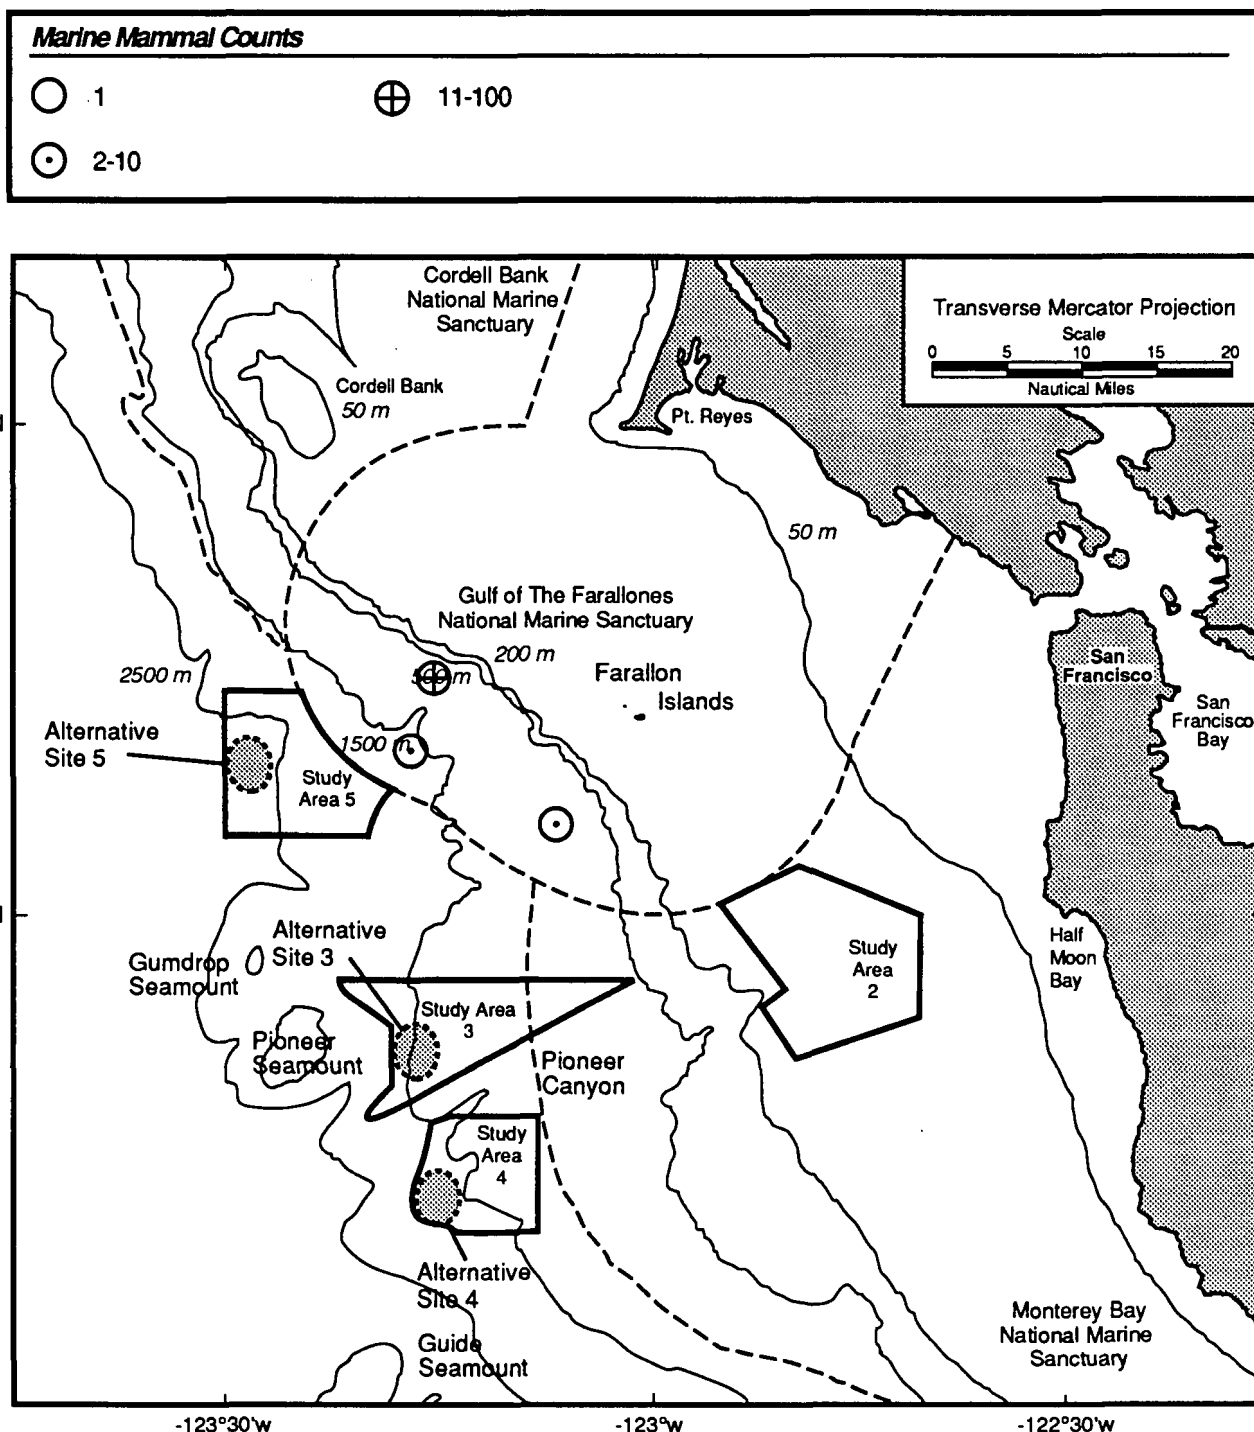 Marine Mammal Counts
1
11-100
2-10
Cordell Bank
National Marine
Sanctuary
Transverse Mercator Projection
Scale
0 5 10 15 20
Nautical Miles
Cordell Bank
50 m
Pt. Reyes
50 m
Gulf of The Farallones
National Marine Sanctuary
200 m
500 m
2500 m
Farallon
Islands
San
Francisco
San
Francisco
Bay
Alternative
Site 5
1500 m
Study
Area 5
Alternative
Site 3
Gumdrop
Seamount
Study Area
3
Study
Area
2
Half
Moon
Bay
Pioneer
Seamount
Pioneer
Canyon
Study
Area
4
Alternative
Site 4
Guide
Seamount
Monterey Bay
National Marine
Sanctuary
-123°30'W
-123°W
-122°30'W